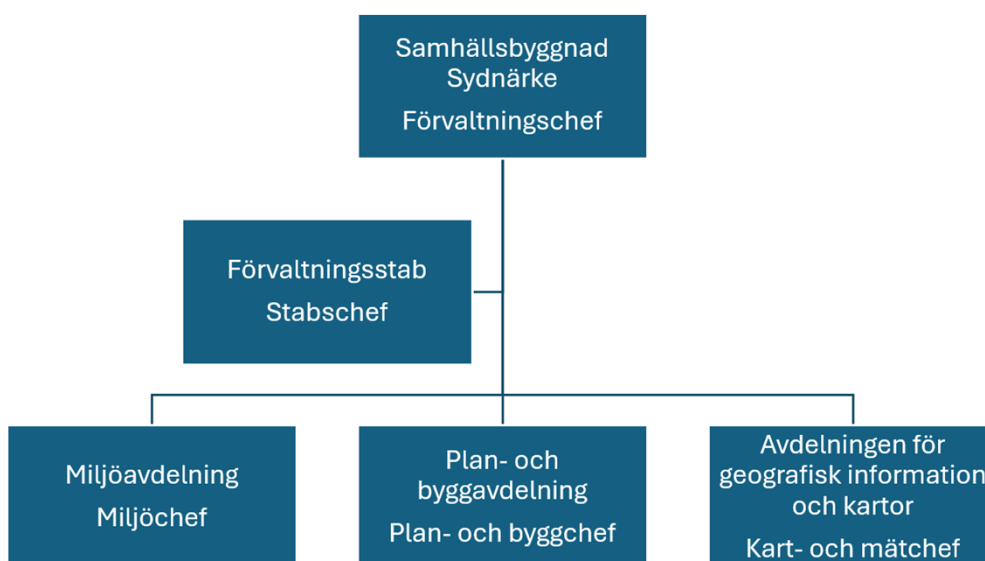 Samhällsbyggnad
Sydnärke
Förvaltningschef
Förvaltningsstab
Stabschef
Miljöavdelning
Miljöchef
Plan- och
byggavdelning
Plan- och byggchef
Avdelningen för
geografisk information
och kartor
Kart- och mätchef